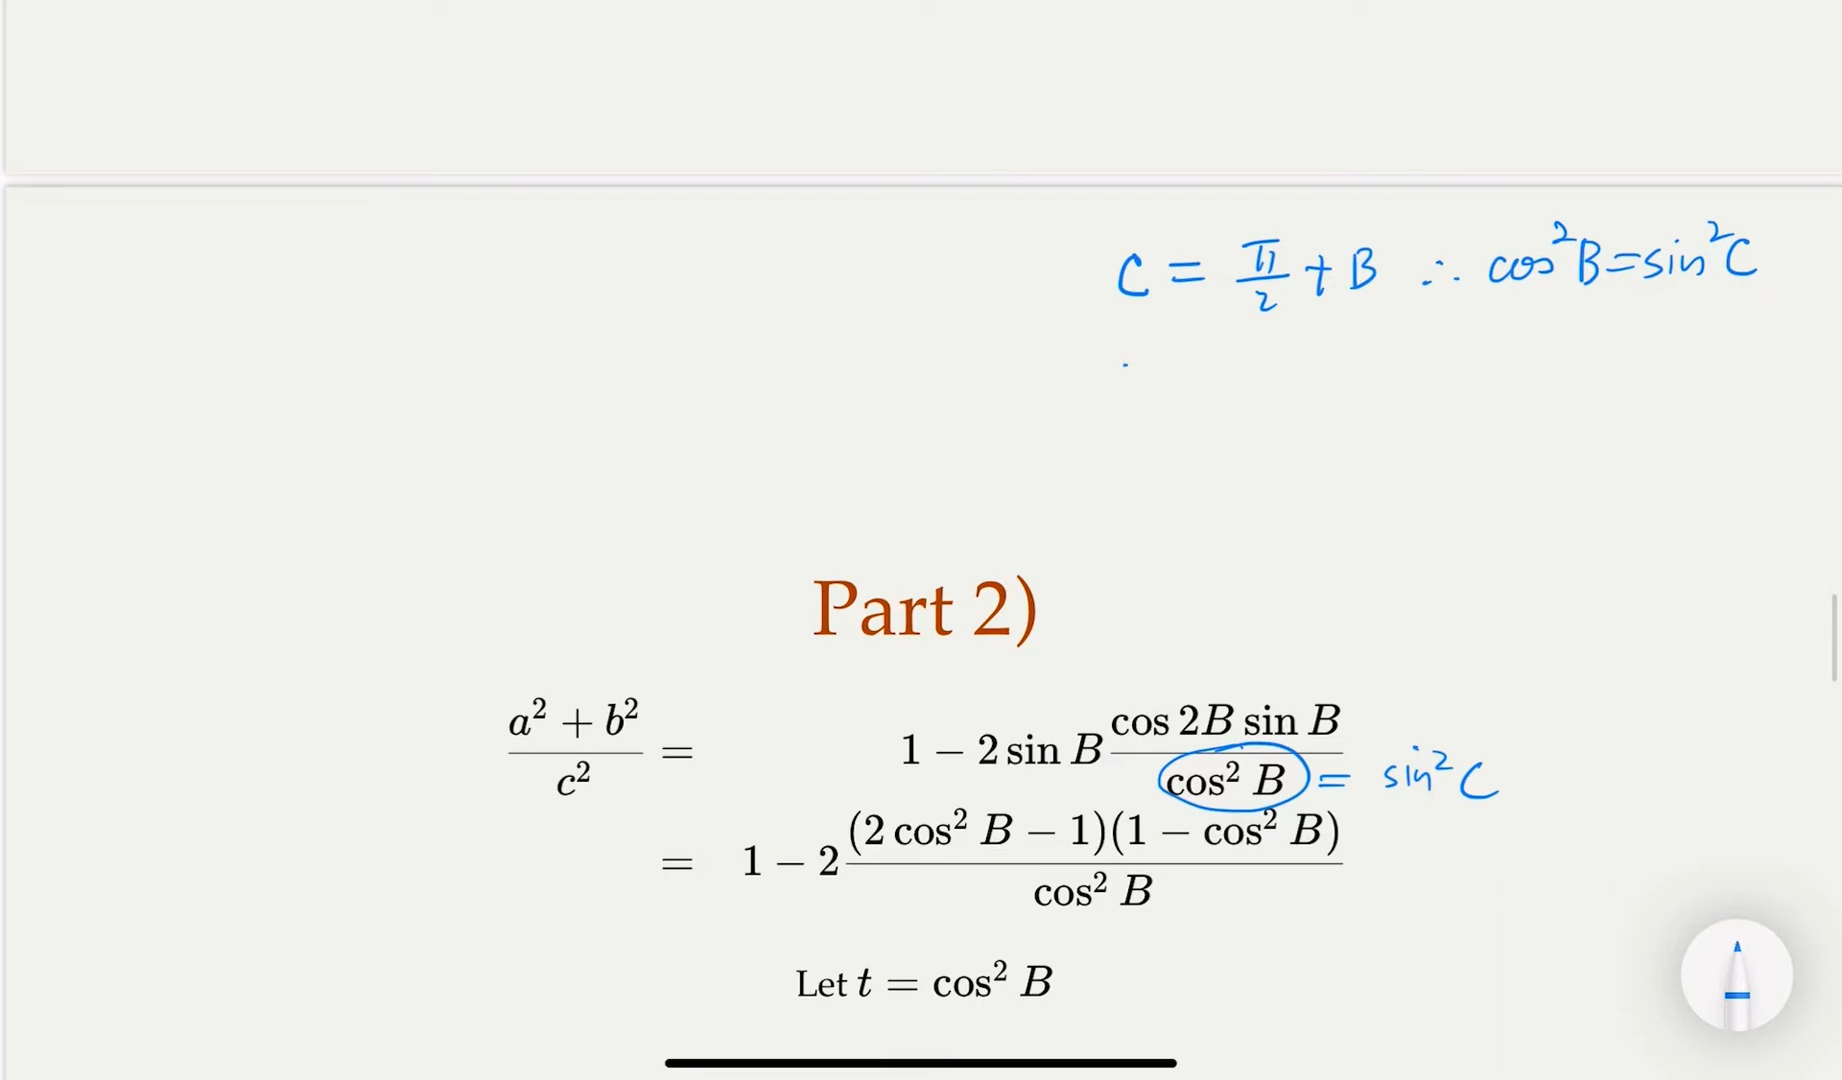 C = π/2 + B ∴ cos²B = sin²C
Part 2)
(a² + b²)/c² = 1 − 2 sin B (cos 2B sin B)/(cos² B) = sin² C
= 1 − 2 ((2 cos² B − 1)(1 − cos² B))/(cos² B)
Let t = cos² B